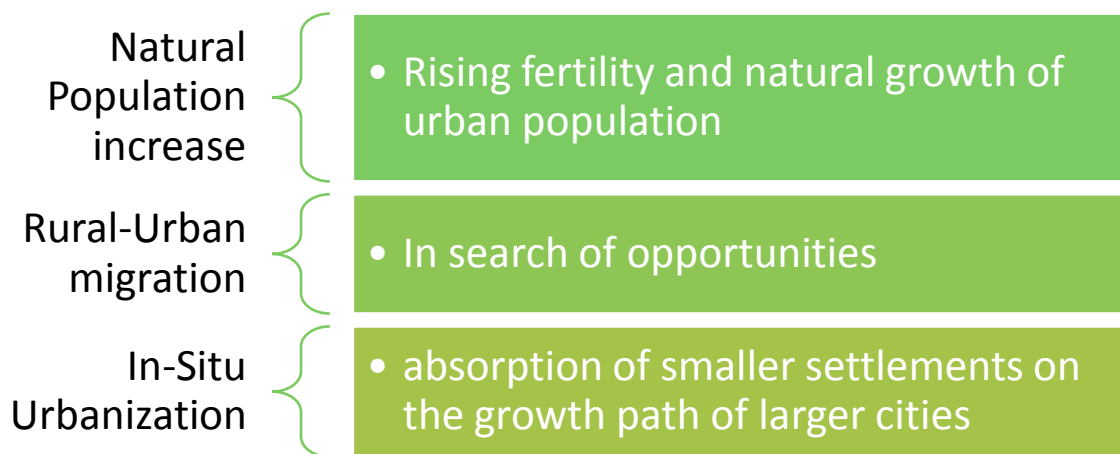 Natural
Population
increase
• Rising fertility and natural growth of
urban population
Rural-Urban
migration
• In search of opportunities
In-Situ
Urbanization
• absorption of smaller settlements on
the growth path of larger cities